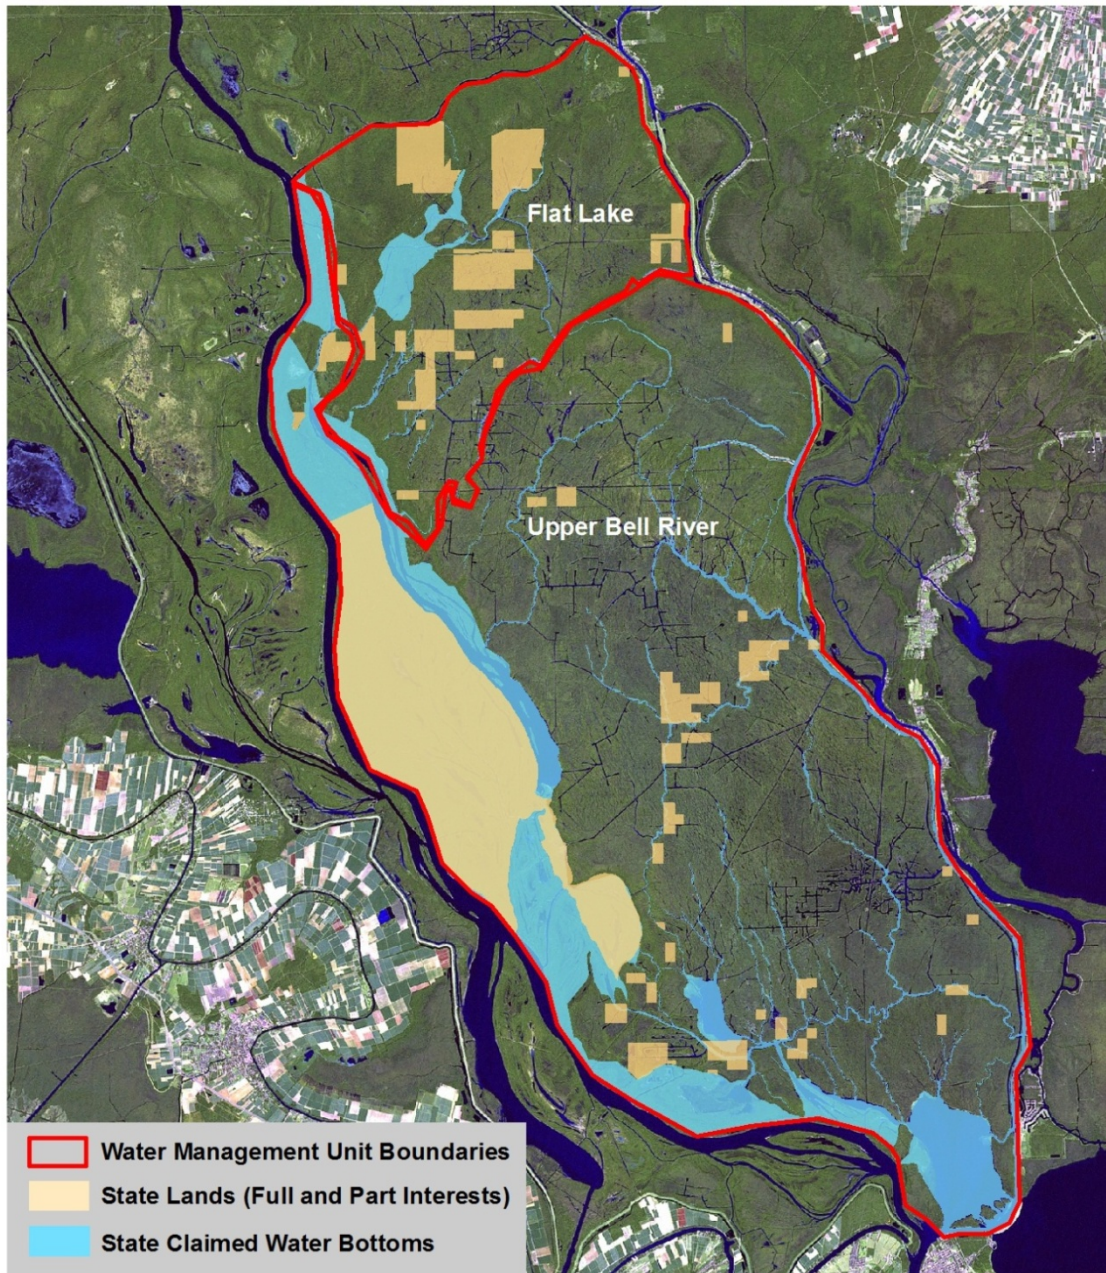 Flat Lake
Upper Bell River
Water Management Unit Boundaries
State Lands (Full and Part Interests)
State Claimed Water Bottoms